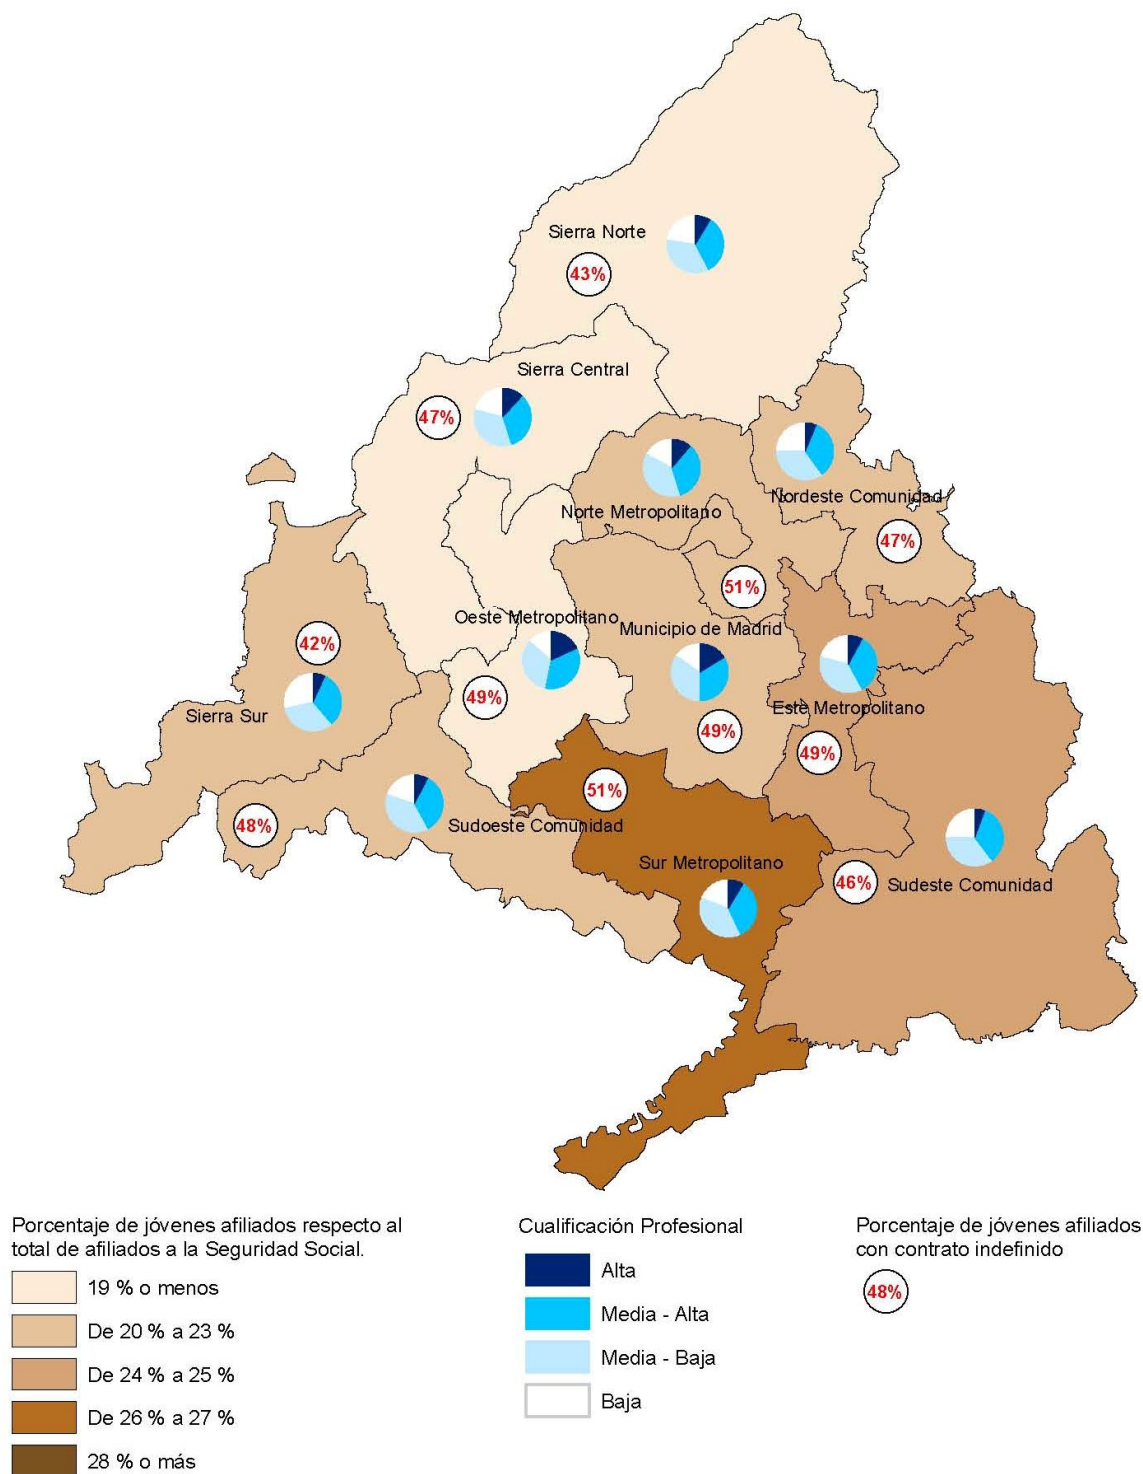 Sierra Norte
43%
Sierra Central
47%
Nordeste Comunidad
Norte Metropolitano
47%
51%
Oeste Metropolitano
Municipio de Madrid
42%
49%
Este Metropolitano
Sierra Sur
49%
49%
51%
48%
Sudoeste Comunidad
Sur Metropolitano
46%
Sudeste Comunidad
Porcentaje de jóvenes afiliados respecto al
total de afiliados a la Seguridad Social.
19 % o menos
De 20 % a 23 %
De 24 % a 25 %
De 26 % a 27 %
28 % o más
Cualificación Profesional
Alta
Media - Alta
Media - Baja
Baja
Porcentaje de jóvenes afiliados
con contrato indefinido
48%